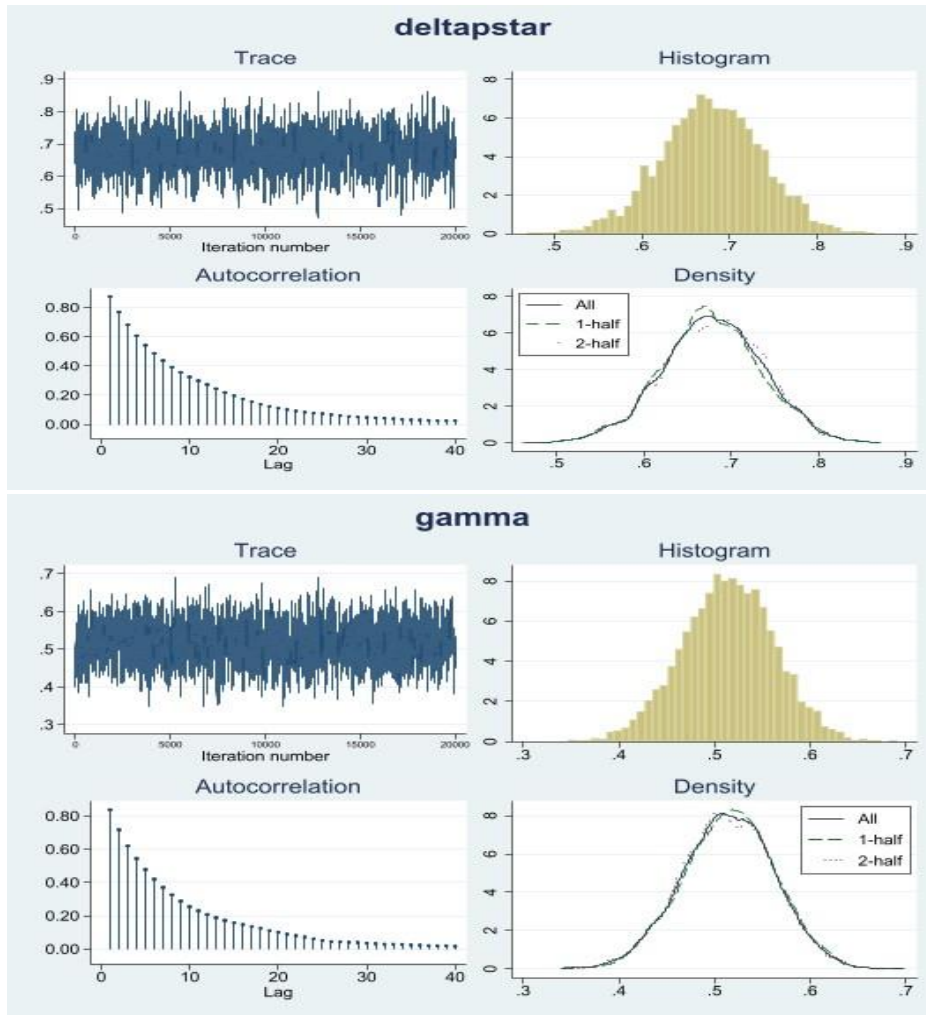 deltapstar
Trace
Histogram
.9
.8
.7
.6
.5
0 5000 10000 15000 20000
Iteration number
8
6
4
2
0
.5 .6 .7 .8 .9
Autocorrelation
Density
0.80
0.60
0.40
0.20
0.00
0 10 20 30 40
Lag
8
6
4
2
0
All
1-half
2-half
.5 .6 .7 .8 .9
gamma
Trace
Histogram
.7
.6
.5
.4
.3
0 5000 10000 15000 20000
Iteration number
8
6
4
2
0
.3 .4 .5 .6 .7
Autocorrelation
Density
0.80
0.60
0.40
0.20
0.00
0 10 20 30 40
Lag
8
6
4
2
0
All
1-half
2-half
.3 .4 .5 .6 .7